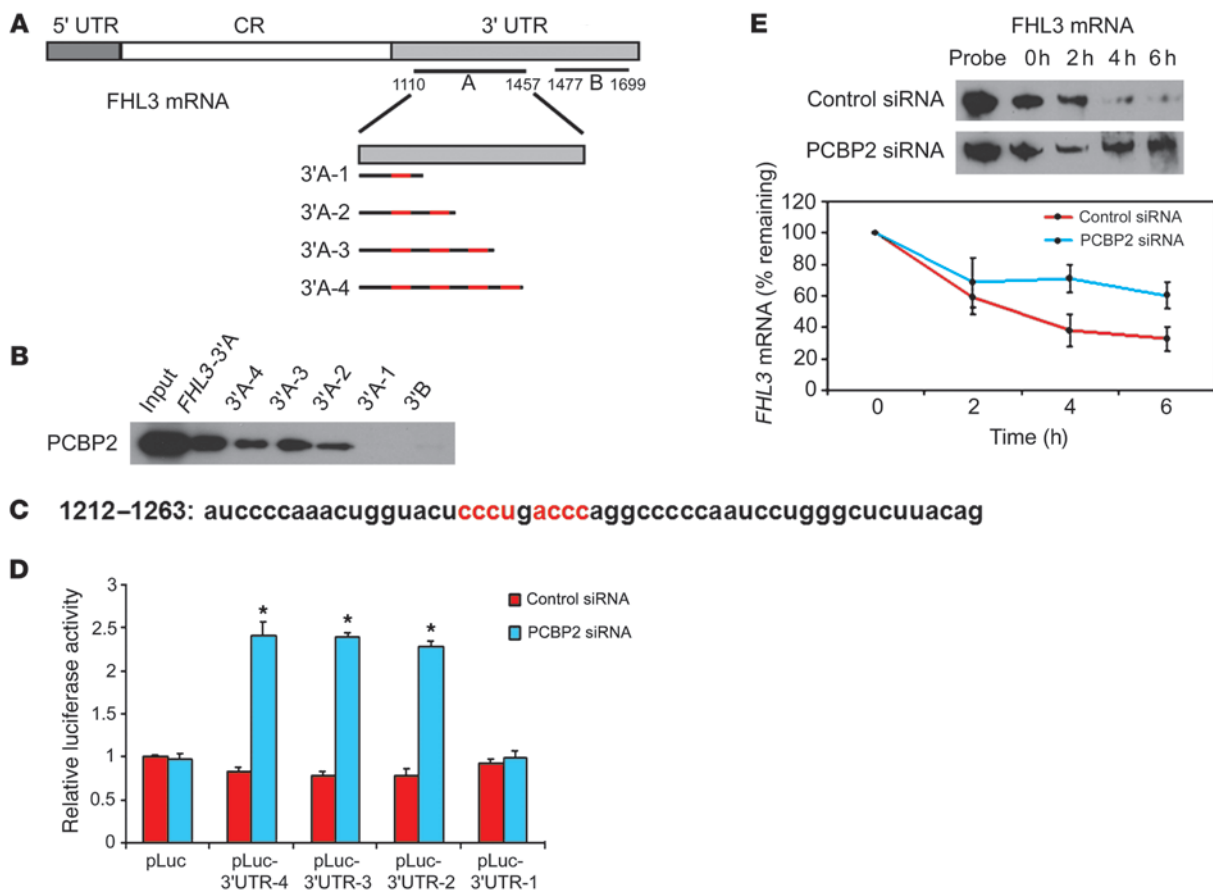 A
5' UTR CR 3' UTR
1110 A 1457 1477 B 1699
FHL3 mRNA
3'A-1
3'A-2
3'A-3
3'A-4
B
Input FHL3-3'A 3'A-4 3'A-3 3'A-2 3'A-1 3'B
PCBP2
C 1212–1263: auccccaaacugguacucccugacccaggcccccaauccugggcucuuacag
D
Relative luciferase activity
3
2.5
2
1.5
1
0.5
0
* * *
Control siRNA
PCBP2 siRNA
pLuc pLuc-3'UTR-4 pLuc-3'UTR-3 pLuc-3'UTR-2 pLuc-3'UTR-1
E
FHL3 mRNA
Probe 0h 2h 4h 6h
Control siRNA
PCBP2 siRNA
FHL3 mRNA (% remaining)
120
100
80
60
40
20
0
Control siRNA
PCBP2 siRNA
0 2 4 6
Time (h)